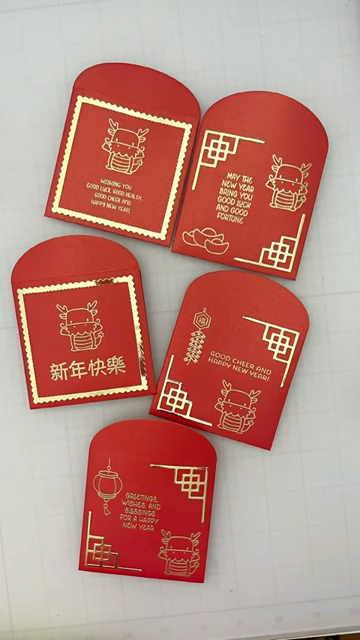 WISHING YOU
GOOD LUCK, GOOD HEALTH,
GOOD CHEER AND
HAPPY NEW YEAR!
MAY THE
NEW YEAR
BRING YOU
GOOD LUCK
AND GOOD
FORTUNE
新年快樂
福
GOOD CHEER AND
HAPPY NEW YEAR!
GREETINGS,
WISHES, AND
BLESSINGS
FOR A HAPPY
NEW YEAR